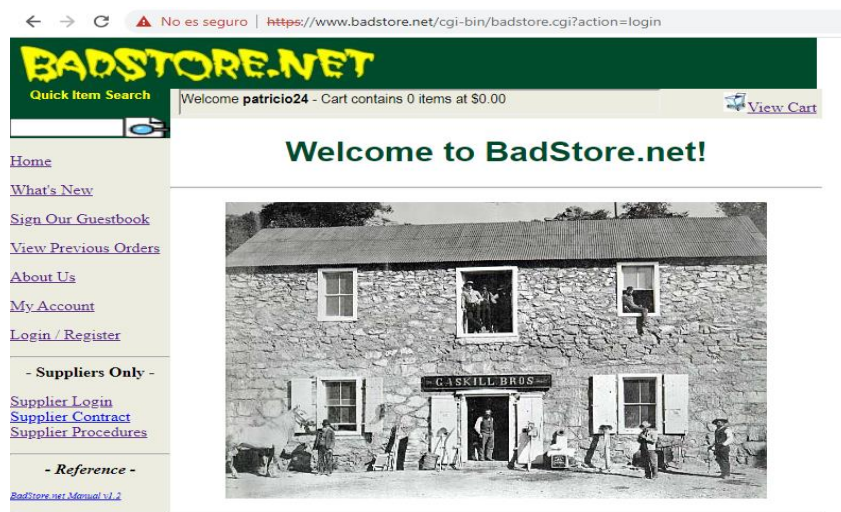 No es seguro | https://www.badstore.net/cgi-bin/badstore.cgi?action=login
BADSTORE.NET
Quick Item Search
Welcome patricio24 - Cart contains 0 items at $0.00
View Cart
Home
What's New
Sign Our Guestbook
View Previous Orders
About Us
My Account
Login / Register
- Suppliers Only -
Supplier Login
Supplier Contract
Supplier Procedures
- Reference -
BadStore.net Manual v1.2
Welcome to BadStore.net!
GASKILL BROS